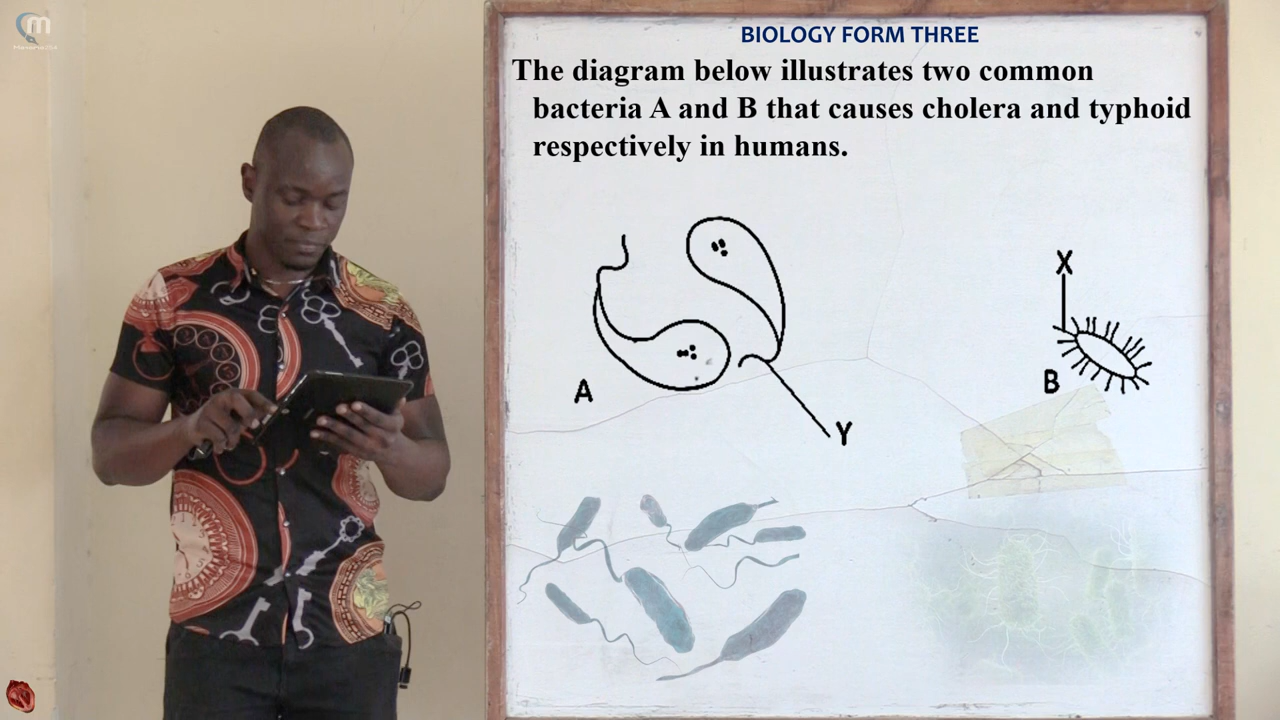 BIOLOGY FORM THREE
The diagram below illustrates two common
bacteria A and B that causes cholera and typhoid
respectively in humans.
X
A
B
Y
m